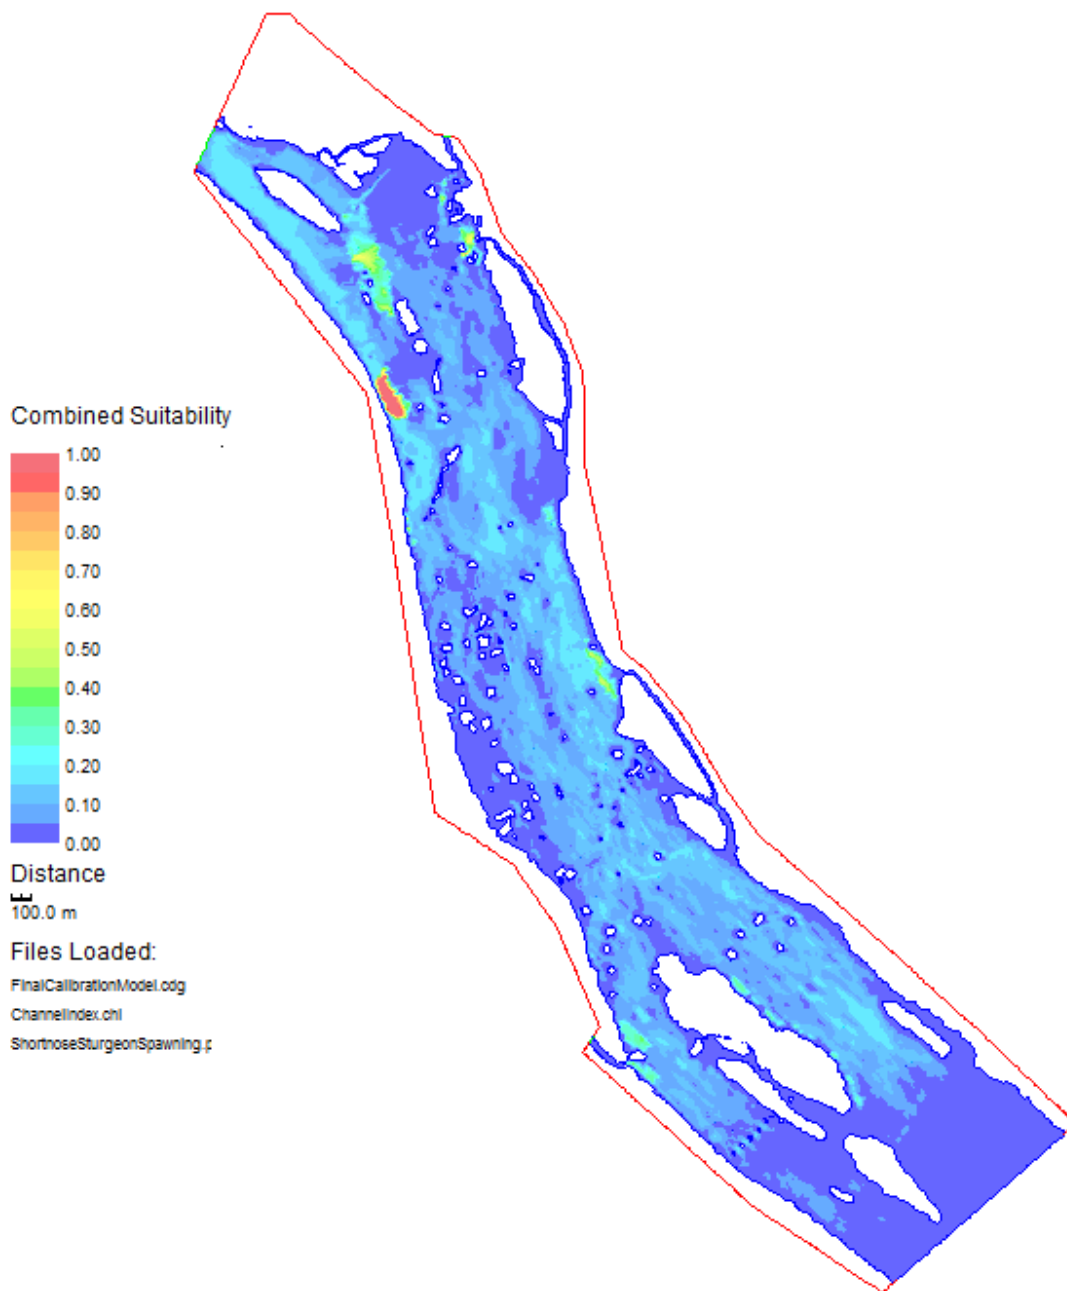 Combined Suitability
1.00
0.90
0.80
0.70
0.60
0.50
0.40
0.30
0.20
0.10
0.00
Distance
100.0 m
Files Loaded:
FinalCalibrationModel.cdg
ChannelIndex.chi
ShortnoseSturgeonSpawning.p